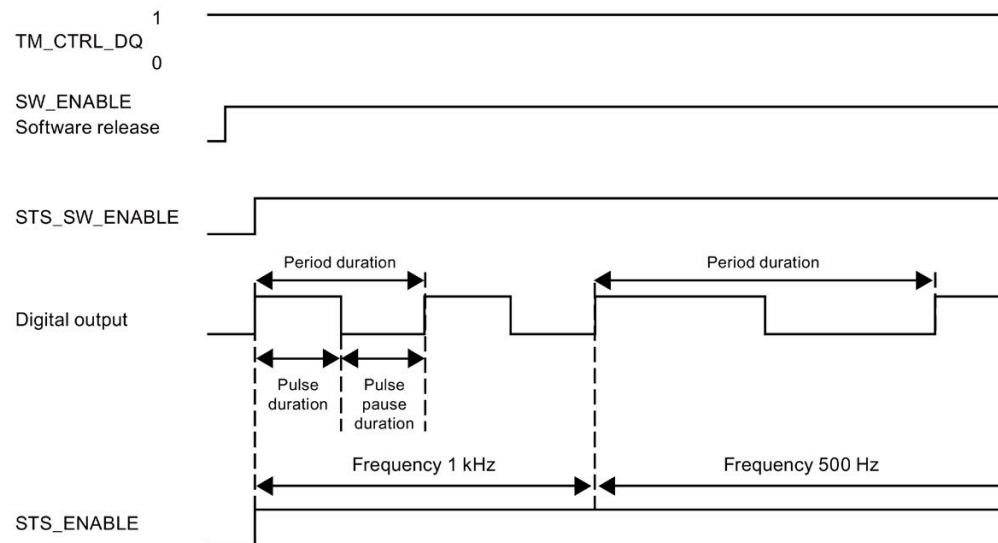 1
TM_CTRL_DQ
0
SW_ENABLE
Software release
STS_SW_ENABLE
Period duration
Period duration
Digital output
Pulse
duration
Pulse
pause
duration
Frequency 1 kHz
Frequency 500 Hz
STS_ENABLE